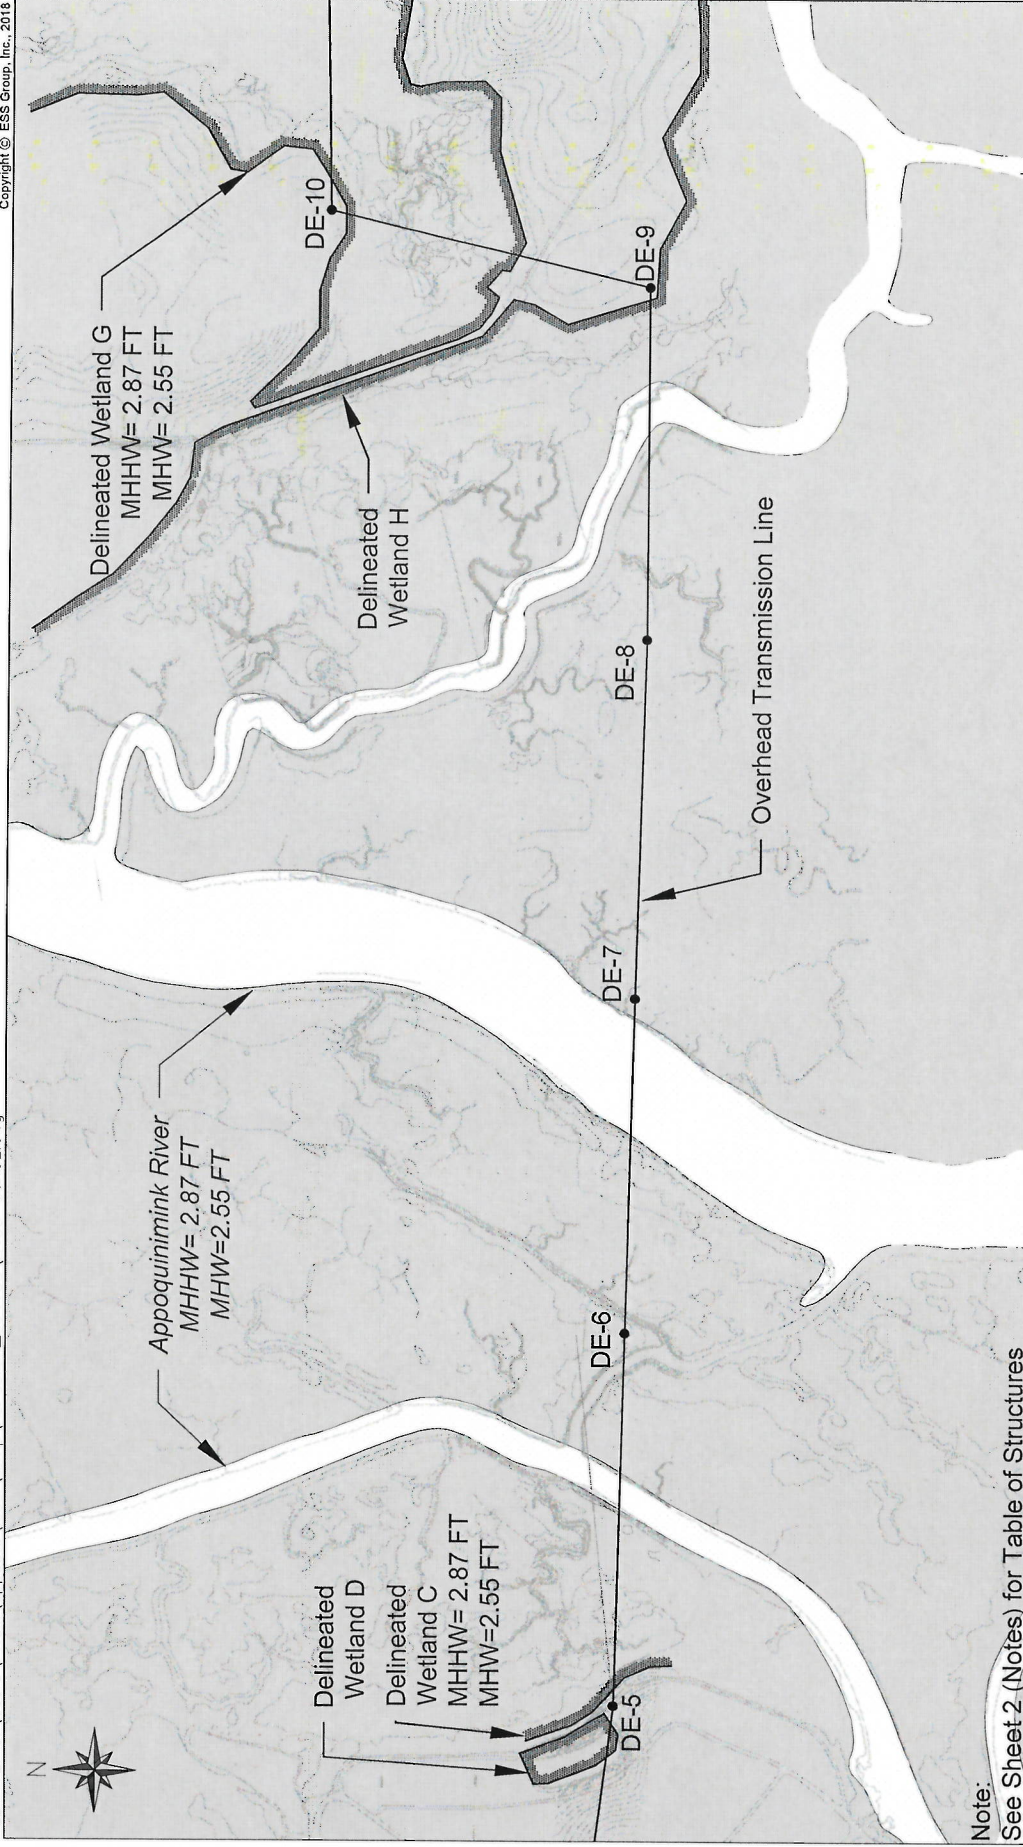 Copyright © ESS Group, Inc., 2018
N
Delineated
Wetland D
Delineated
Wetland C
MHHW= 2.87 FT
MHW=2.55 FT
DE-5
Appoquinimink River
MHHW= 2.87 FT
MHW=2.55 FT
DE-6
DE-7
Overhead Transmission Line
DE-8
Delineated
Wetland H
Delineated Wetland G
MHHW= 2.87 FT
MHW= 2.55 FT
DE-9
DE-10
Note:
See Sheet 2 (Notes) for Table of Structures